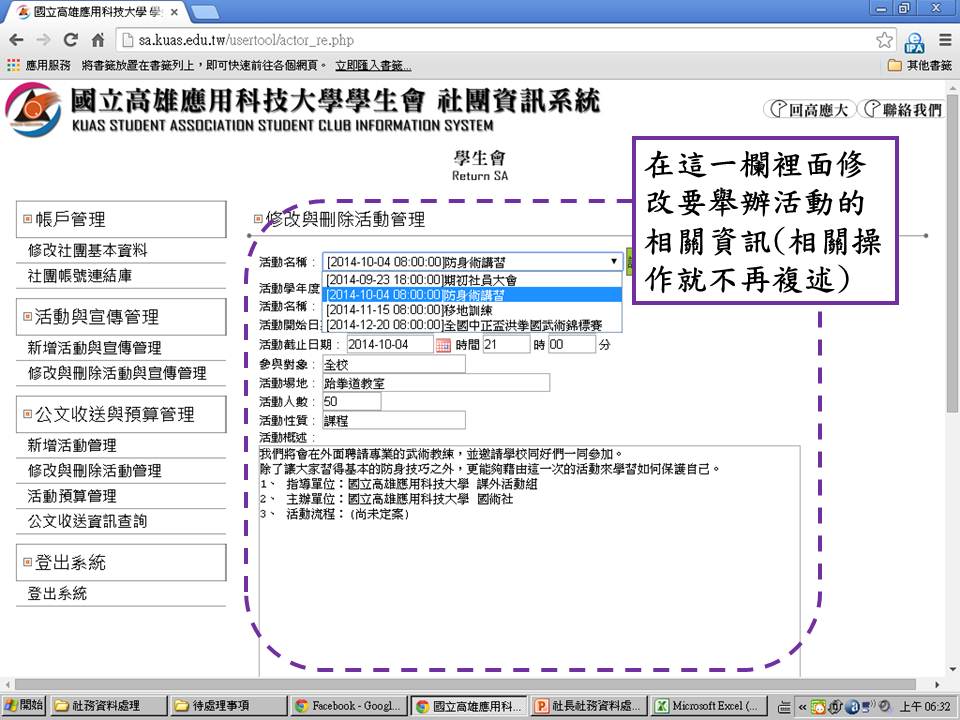 國立高雄應用科技大學 學
sa.kuas.edu.tw/usertool/actor_re.php
應用服務 將書籤放置在書籤列上，即可快速前往各個網頁。 立即匯入書籤... 其他書籤
國立高雄應用科技大學學生會 社團資訊系統
KUAS STUDENT ASSOCIATION STUDENT CLUB INFORMATION SYSTEM
回高應大 聯絡我們
學生會
Return SA
在這一欄裡面修
改要舉辦活動的
相關資訊(相關操
作就不再複述)
帳戶管理
修改社團基本資料
社團帳號連結庫
活動與宣傳管理
新增活動與宣傳管理
修改與刪除活動與宣傳管理
公文收送與預算管理
新增活動管理
修改與刪除活動管理
活動預算管理
公文收送資訊查詢
登出系統
登出系統
修改與刪除活動管理
活動名稱： [2014-10-04 08:00:00]防身術講習
[2014-09-23 18:00:00]期初社員大會
活動學年度
[2014-10-04 08:00:00]防身術講習
活動名稱：
[2014-11-15 08:00:00]移地訓練
活動開始日
[2014-12-20 08:00:00]全國中正盃洪拳國武術錦標賽
活動截止日期： 2014-10-04 時間 21 時 00 分
參與對象： 全校
活動場地： 跆拳道教室
活動人數： 50
活動性質： 課程
活動概述：
我們將會在外面聘請專業的武術教練，並邀請學校同好們一同參加。
除了讓大家習得基本的防身技巧之外，更能夠藉由這一次的活動來學習如何保護自己。
1、 指導單位：國立高雄應用科技大學 課外活動組
2、 主辦單位：國立高雄應用科技大學 國術社
3、 活動流程：(尚未定案)
開始 社務資料處理 待處理事項 Facebook - Googl... 國立高雄應用科... 社長社務資料處... Microsoft Excel (... 上午 06:32